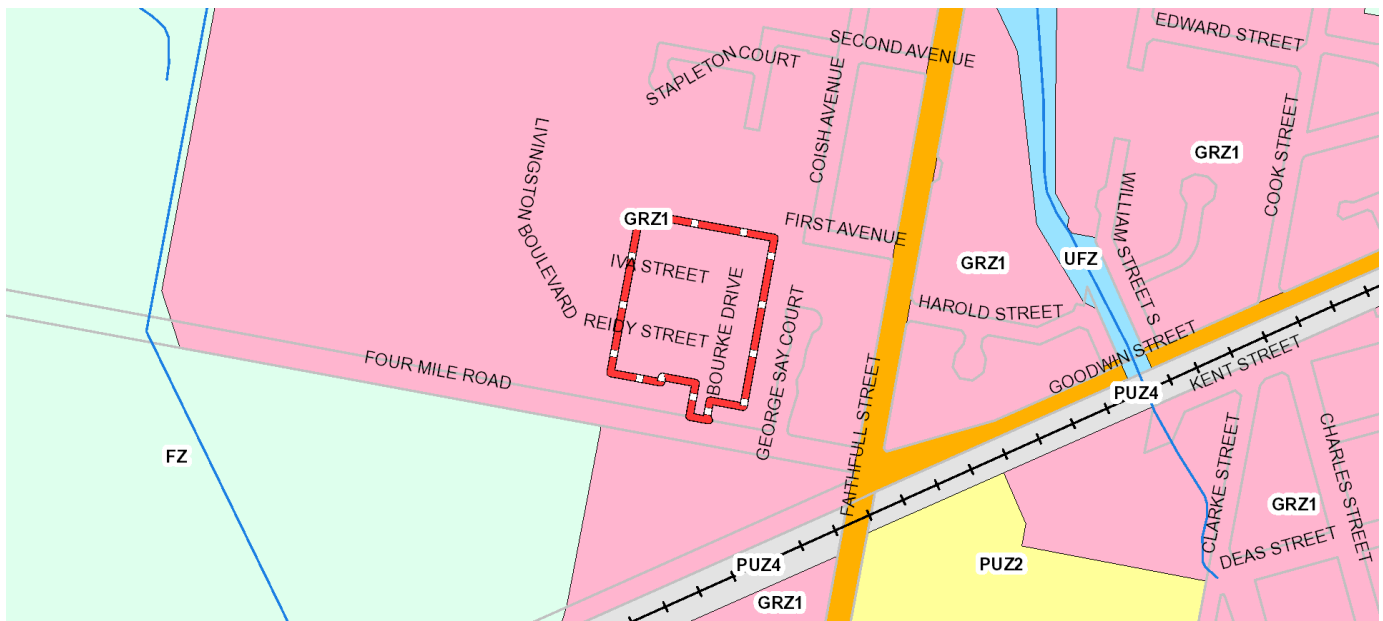 EDWARD STREET
SECOND AVENUE
STAPLETON COURT
COISH AVENUE
COOK STREET
LIVINGSTON BOULEVARD
GRZ1
WILLIAM STREET S
GRZ1
FIRST AVENUE
IVA STREET
BOURKE DRIVE
GRZ1
UFZ
HAROLD STREET
REIDY STREET
GEORGE SAY COURT
FOUR MILE ROAD
FAITHFULL STREET
GOODWIN STREET
KENT STREET
PUZ4
FZ
CLARKE STREET
CHARLES STREET
GRZ1
DEAS STREET
PUZ4
PUZ2
GRZ1